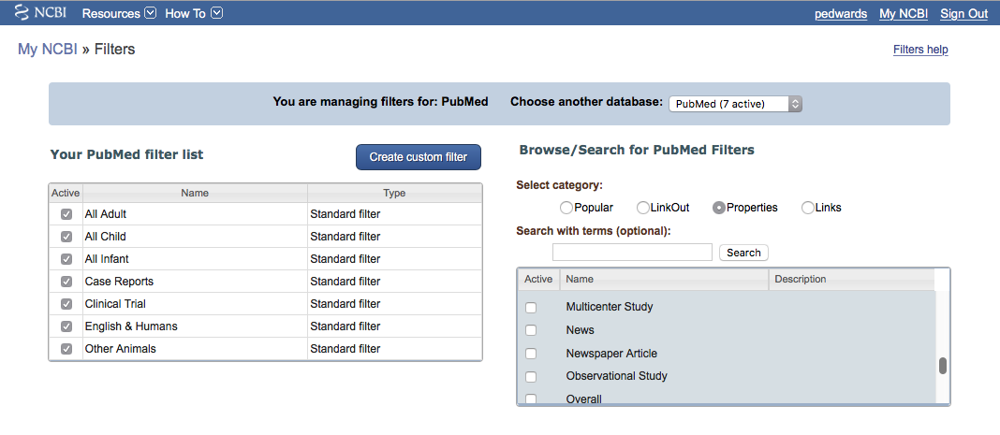 NCBI Resources How To pedwards My NCBI Sign Out
My NCBI » Filters Filters help
You are managing filters for: PubMed Choose another database: PubMed (7 active)
Your PubMed filter list
Create custom filter
Active Name Type
All Adult Standard filter
All Child Standard filter
All Infant Standard filter
Case Reports Standard filter
Clinical Trial Standard filter
English & Humans Standard filter
Other Animals Standard filter
Browse/Search for PubMed Filters
Select category:
Popular LinkOut Properties Links
Search with terms (optional):
Search
Active Name Description
Multicenter Study
News
Newspaper Article
Observational Study
Overall